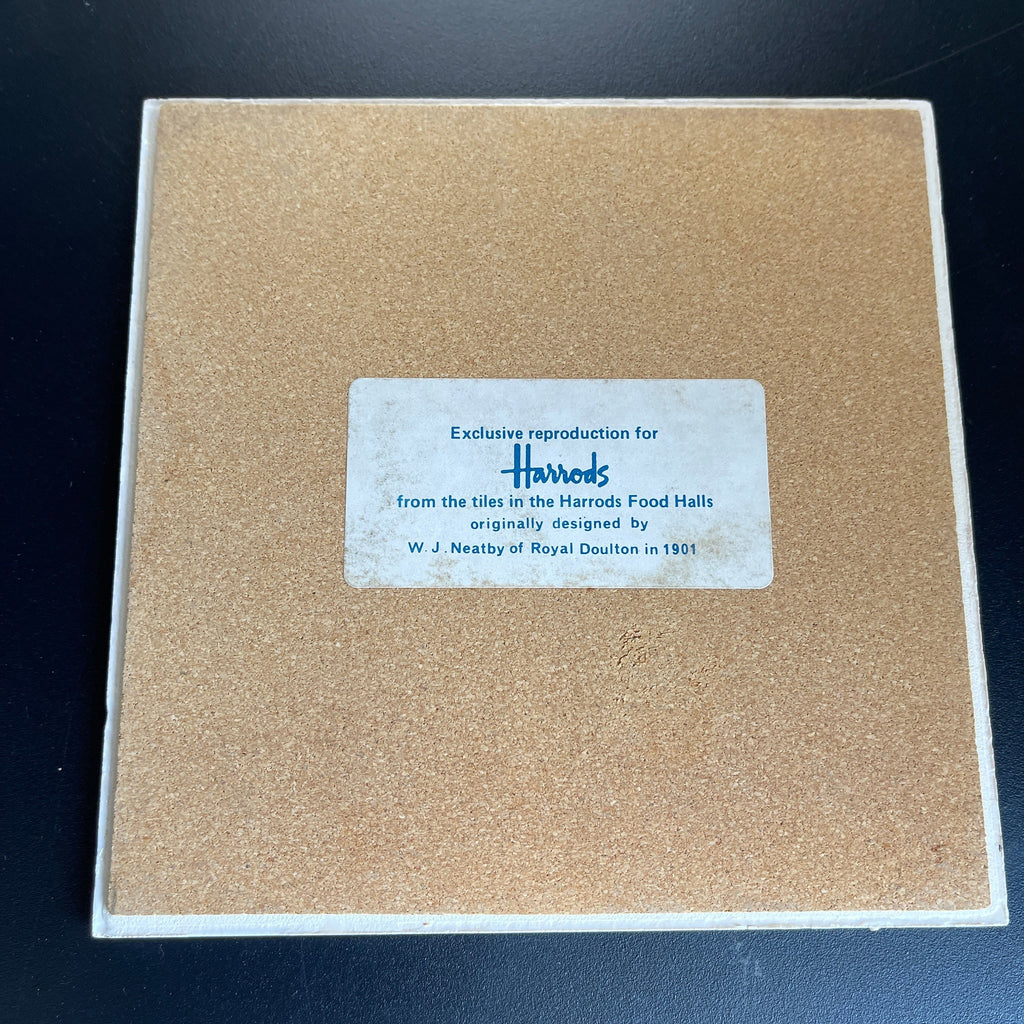 Exclusive reproduction for
Harrods
from the tiles in the Harrods Food Halls
originally designed by
W. J. Neatby of Royal Doulton in 1901